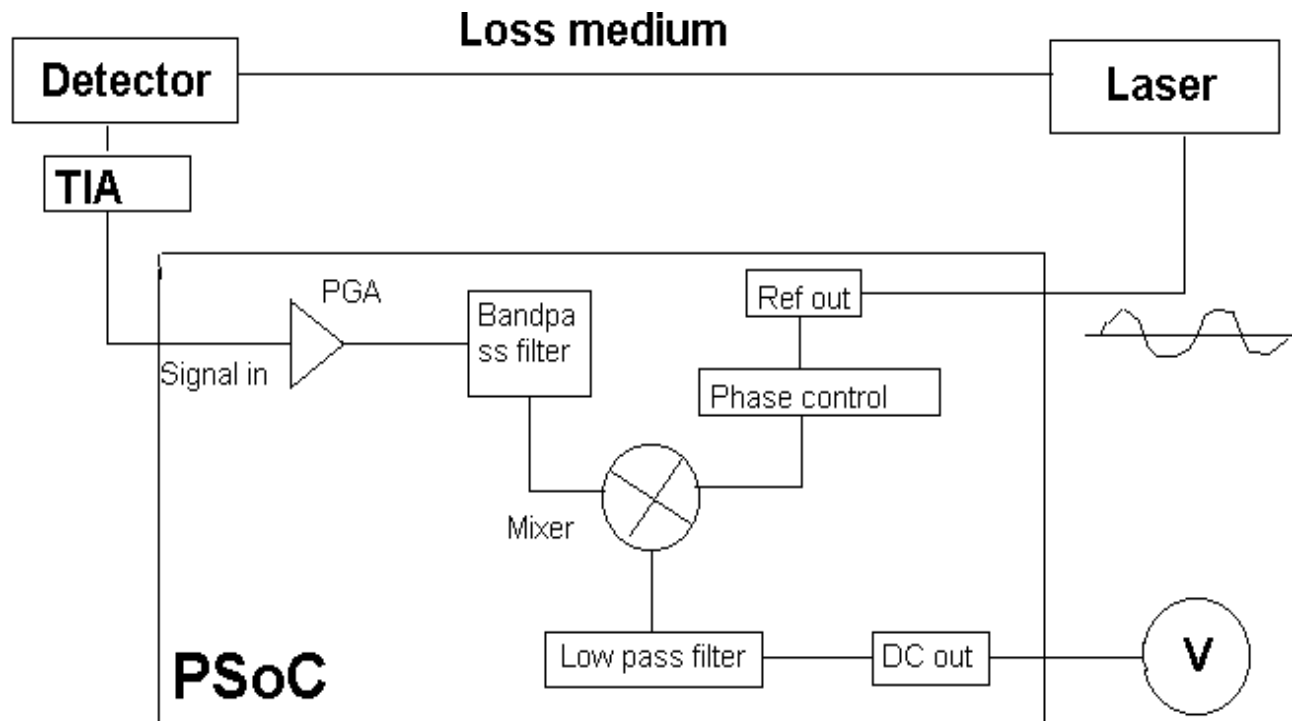 Loss medium
Detector
Laser
TIA
PGA
Ref out
Bandpa
ss filter
Signal in
Phase control
Mixer
Low pass filter
DC out
V
PSoC